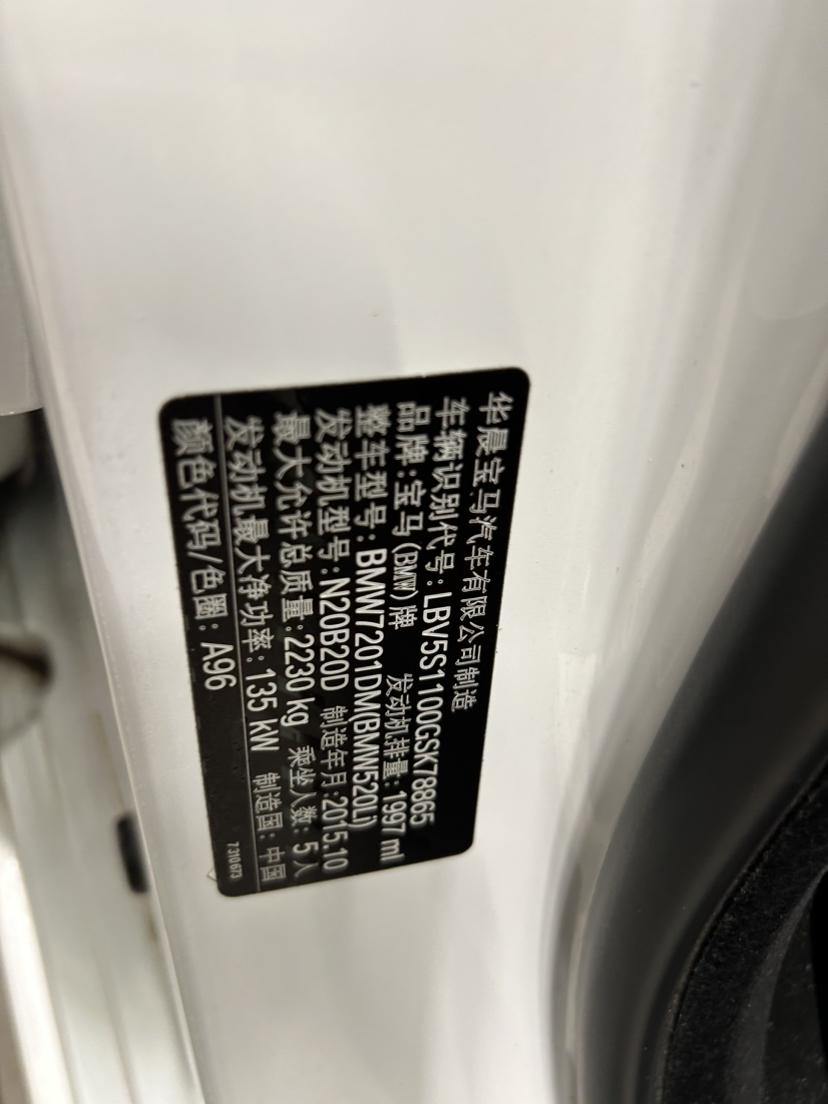 华晨宝马汽车有限公司制造
车辆识别代号: LBV5S1100GSK78865
品牌: 宝马(BMW) 牌 发动机排量: 1997 ml
整车型号: BMW7201DM(BMW520Li)
发动机型号: N20B20D 制造年月: 2015.10
最大允许总质量: 2230 kg 乘坐人数: 5人
发动机最大净功率: 135 kW 制造国: 中国
颜色代码//色圈: A96 7310673